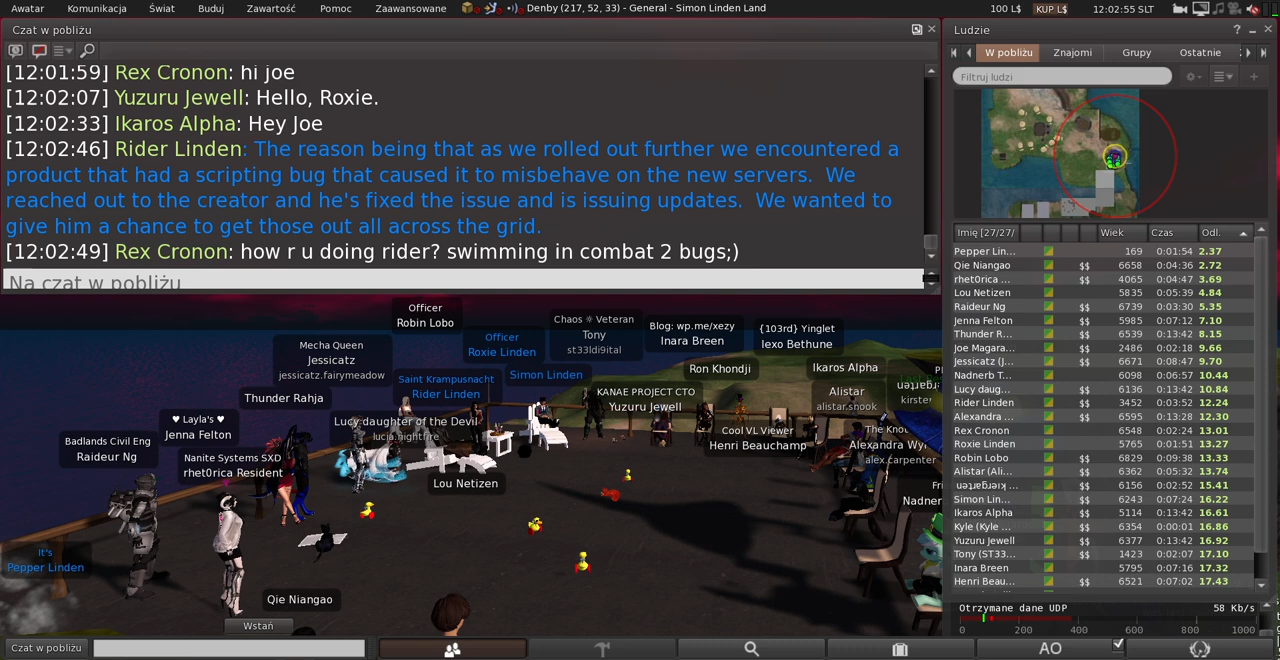 Awatar Komunikacja Świat Buduj Zawartość Pomoc Zaawansowane Denby (217, 52, 33) - General - Simon Linden Land 100 L$ KUP L$ 12:02:55 SLT
Czat w pobliżu
[12:01:59] Rex Cronon: hi joe
[12:02:07] Yuzuru Jewell: Hello, Roxie.
[12:02:33] Ikaros Alpha: Hey Joe
[12:02:46] Rider Linden: The reason being that as we rolled out further we encountered a
product that had a scripting bug that caused it to misbehave on the new servers. We
reached out to the creator and he's fixed the issue and is issuing updates. We wanted to
give him a chance to get those out all across the grid.
[12:02:49] Rex Cronon: how r u doing rider? swimming in combat 2 bugs;)
Na czat w pobliżu
Officer
Robin Lobo
Officer
Roxie Linden
Chaos ☼ Veteran
Tony
st33ldi9ital
Blog: wp.me/xezy
Inara Breen
{103rd} Yinglet
Iexo Bethune
Mecha Queen
Jessicatz
jessicatz.fairymeadow
Saint Krampusnacht
Rider Linden
Simon Linden
Ron Khondji
Ikaros Alpha
Thunder Rahja
KANAE PROJECT CTO
Yuzuru Jewell
Alistar
alistar.snook
kirster
♥ Layla's ♥
Jenna Felton
Lucy daughter of the Devil
lucia.nightfire
Cool VL Viewer
Henri Beauchamp
The Knot
Alexandra Wyr
alex.carpenter
Badlands Civil Eng
Raideur Ng
Nanite Systems SXD
rhet0rica Resident
Lou Netizen
Fri
Nadner
It's
Pepper Linden
Qie Niangao
Wstań
Czat w pobliżu
AO
Ludzie
W pobliżu Znajomi Grupy Ostatnie
Filtruj ludzi
Imię [27/27/ Wiek Czas Odl.
Pepper Lin... 169 0:01:54 2.37
Qie Niangao $$ 6658 0:04:36 2.72
rhet0rica ... $$ 4065 0:04:47 3.69
Lou Netizen 5835 0:05:39 4.84
Raideur Ng $$ 6739 0:03:30 5.35
Jenna Felton $$ 5985 0:07:12 7.10
Thunder R... $$ 6539 0:13:42 8.15
Joe Magara... $$ 2486 0:02:18 9.66
Jessicatz (J... $$ 6671 0:08:47 9.70
Nadnerb T... 6098 0:06:57 10.44
Lucy daug... $$ 6136 0:13:42 10.84
Rider Linden $$ 3452 0:03:52 12.24
Alexandra ... $$ 6595 0:13:28 12.30
Rex Cronon 6548 0:02:24 13.01
Roxie Linden 5765 0:01:51 13.27
Robin Lobo $$ 6829 0:09:38 13.33
Alistar (Ali... $$ 6362 0:05:32 13.74
$$ 6156 0:02:52 15.41
Simon Lin... $$ 6243 0:07:24 16.22
Ikaros Alpha $$ 5114 0:13:42 16.61
Kyle (Kyle ... $$ 6354 0:00:01 16.86
Yuzuru Jewell $$ 6377 0:13:42 16.92
Tony (ST33... $$ 1423 0:02:07 17.10
Inara Breen 5795 0:07:16 17.32
Henri Beau... $$ 6521 0:07:02 17.43
Otrzymane dane UDP 58 Kb/s
0 200 400 600 800 1000